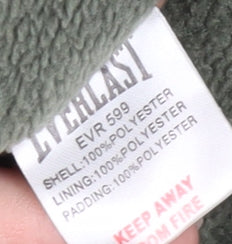 EVERLAST
EVR 599
SHELL:100%POLYESTER
LINING:100%POLYESTER
PADDING:100%POLYESTER
KEEP AWAY
FROM FIRE